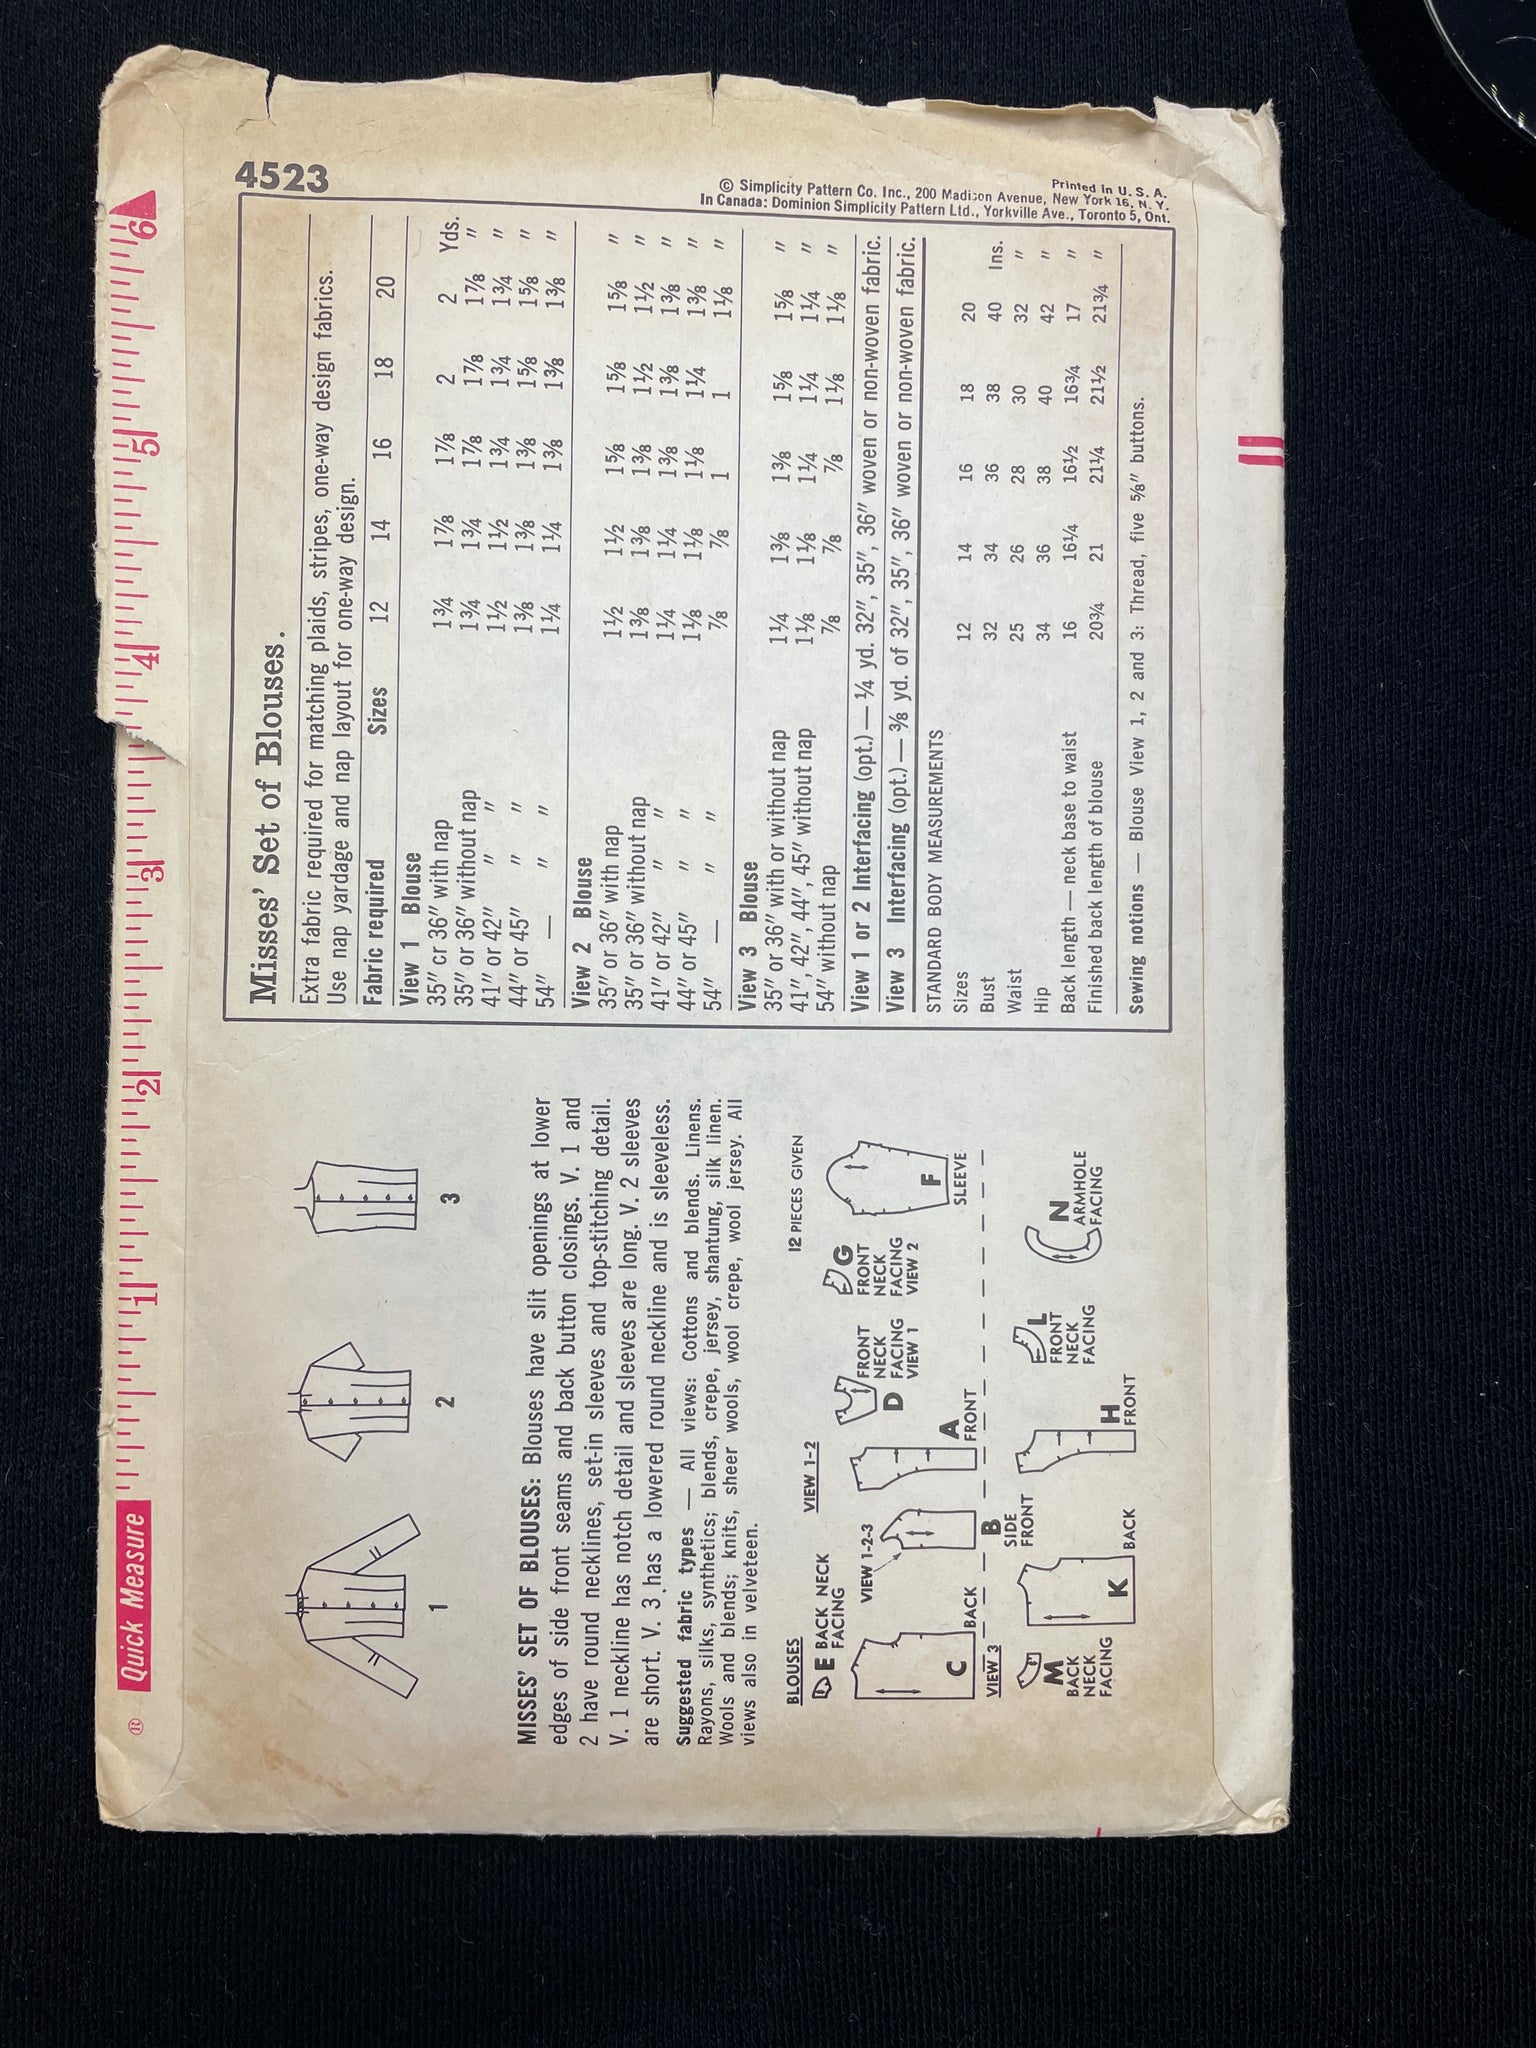 ® Quick Measure 1 2 3 4 5 6
4523
1
2
3
MISSES' SET OF BLOUSES: Blouses have slit openings at lower
edges of side front seams and back button closings. V. 1 and
2 have round necklines, set-in sleeves and top-stitching detail.
V. 1 neckline has notch detail and sleeves are long. V. 2 sleeves
are short. V. 3 has a lowered round neckline and is sleeveless.
Suggested fabric types — All views: Cottons and blends. Linens.
Rayons, silks, synthetics; blends, crepe, jersey, shantung, silk linen.
Wools and blends; knits, sheer wools, wool crepe, wool jersey. All
views also in velveteen.
12 PIECES GIVEN
BLOUSES
VIEW 1-2
E BACK NECK
FACING
VIEW 1-2-3
D FRONT
NECK
FACING
VIEW 1
G
FRONT
NECK
FACING
VIEW 2
C
BACK
B
SIDE
FRONT
A
FRONT
F
SLEEVE
VIEW 3
M
BACK
NECK
FACING
K
BACK
H
FRONT
L
FRONT
NECK
FACING
N
ARMHOLE
FACING
Misses' Set of Blouses.
Extra fabric required for matching plaids, stripes, one-way design fabrics.
Use nap yardage and nap layout for one-way design.
Fabric required Sizes 12 14 16 18 20
View 1 Blouse
35" or 36" with nap 1¾ 1⅞ 1⅞ 2 2 Yds.
35" or 36" without nap 1¾ 1¾ 1⅞ 1⅞ 1⅞ "
41" or 42" " " 1½ 1½ 1¾ 1¾ 1¾ "
44" or 45" " " 1⅜ 1⅜ 1⅜ 1⅝ 1⅝ "
54" — " " 1¼ 1¼ 1⅜ 1⅜ 1⅜ "
View 2 Blouse
35" or 36" with nap 1½ 1½ 1⅝ 1⅝ 1⅝ "
35" or 36" without nap 1⅜ 1⅜ 1⅜ 1½ 1½ "
41" or 42" " " 1¼ 1¼ 1⅜ 1⅜ 1⅜ "
44" or 45" " " 1⅛ 1⅛ 1⅛ 1¼ 1⅜ "
54" — " " ⅞ ⅞ 1 1 1⅛ "
View 3 Blouse
35" or 36" with or without nap 1¼ 1⅜ 1⅜ 1⅝ 1⅝ "
41", 42", 44", 45" without nap 1⅛ 1⅛ 1¼ 1¼ 1¼ "
54" without nap ⅞ ⅞ ⅞ 1⅛ 1⅛ "
View 1 or 2 Interfacing (opt.) — ¼ yd. 32", 35", 36" woven or non-woven fabric.
View 3 Interfacing (opt.) — ⅜ yd. of 32", 35", 36" woven or non-woven fabric.
STANDARD BODY MEASUREMENTS
Sizes 12 14 16 18 20
Bust 32 34 36 38 40 Ins.
Waist 25 26 28 30 32 "
Hip 34 36 38 40 42 "
Back length — neck base to waist 16 16¼ 16½ 16¾ 17 "
Finished back length of blouse 20¾ 21 21¼ 21½ 21¾ "
Sewing notions — Blouse View 1, 2 and 3: Thread, five ⅝" buttons.
Printed in U. S. A.
© Simplicity Pattern Co. Inc., 200 Madison Avenue, New York 16, N. Y.
In Canada: Dominion Simplicity Pattern Ltd., Yorkville Ave., Toronto 5, Ont.